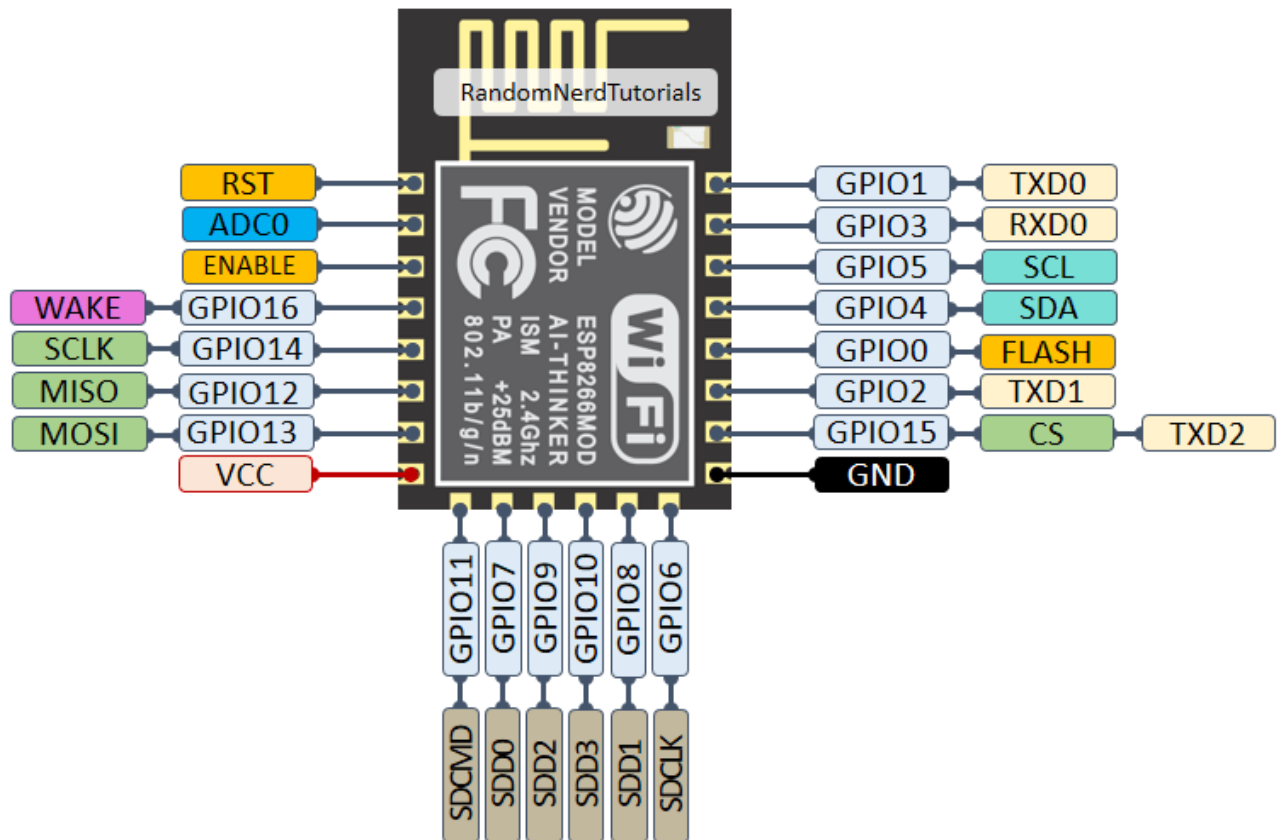 RandomNerdTutorials
RST
ADC0
ENABLE
WAKE GPIO16
SCLK GPIO14
MISO GPIO12
MOSI GPIO13
VCC
MODEL
VENDOR
ESP8266MOD
AI-THINKER
ISM 2.4Ghz
PA +25dBM
802.11b/g/n
FC
WiFi
GPIO1 TXD0
GPIO3 RXD0
GPIO5 SCL
GPIO4 SDA
GPIO0 FLASH
GPIO2 TXD1
GPIO15 CS TXD2
GND
GPIO11 SDCMD
GPIO7 SDD0
GPIO9 SDD2
GPIO10 SDD3
GPIO8 SDD1
GPIO6 SDCLK